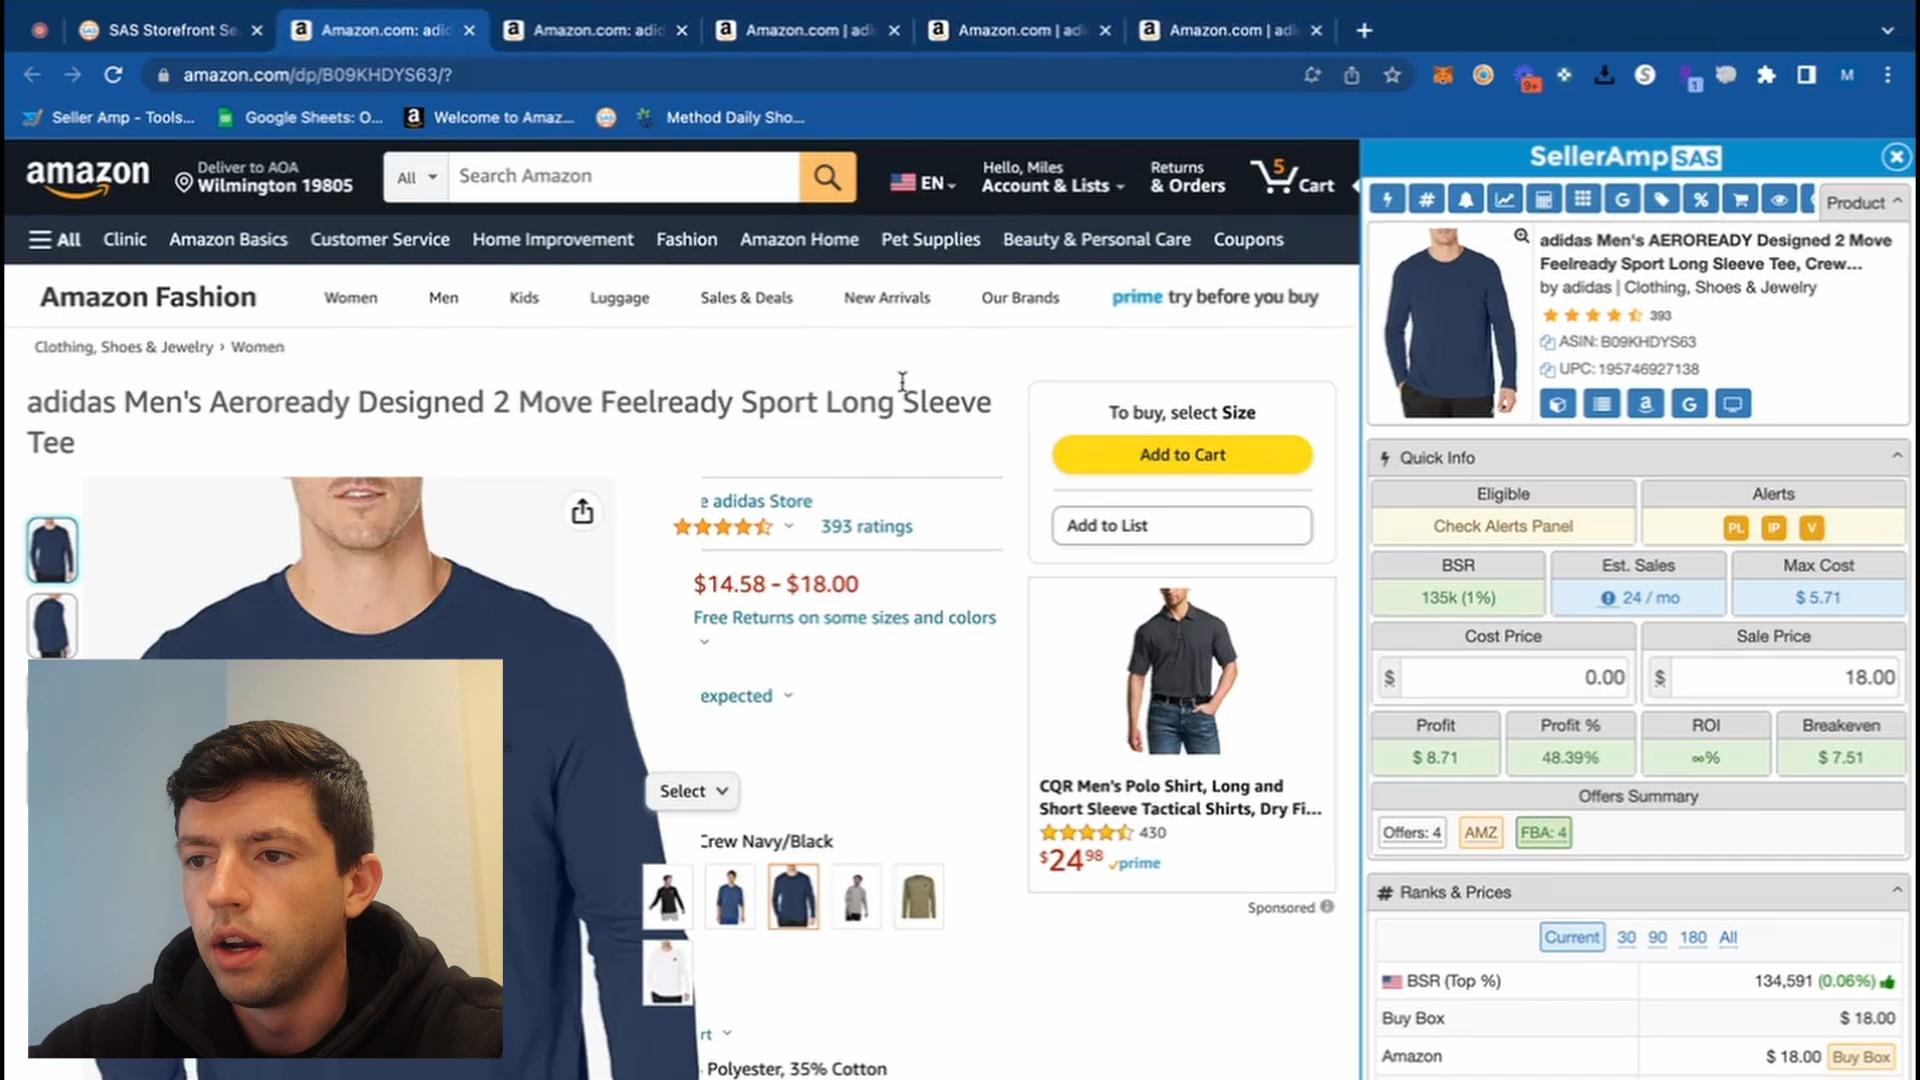 SAS Storefront Se
Amazon.com: adid
Amazon.com: adid
Amazon.com | adi
Amazon.com | adi
Amazon.com | adi
amazon.com/dp/B09KHDYS63/?
9+
S
1
M
Seller Amp - Tools...
Google Sheets: O...
Welcome to Amaz...
Method Daily Sho...
amazon
Deliver to AOA
Wilmington 19805
All
Search Amazon
EN
Hello, Miles
Account & Lists
Returns
& Orders
5
Cart
All
Clinic
Amazon Basics
Customer Service
Home Improvement
Fashion
Amazon Home
Pet Supplies
Beauty & Personal Care
Coupons
Amazon Fashion
Women
Men
Kids
Luggage
Sales & Deals
New Arrivals
Our Brands
prime try before you buy
Clothing, Shoes & Jewelry › Women
adidas Men's Aeroready Designed 2 Move Feelready Sport Long Sleeve
Tee
e adidas Store
393 ratings
$14.58 - $18.00
Free Returns on some sizes and colors
expected
Select
Crew Navy/Black
rt
Polyester, 35% Cotton
To buy, select Size
Add to Cart
Add to List
CQR Men's Polo Shirt, Long and
Short Sleeve Tactical Shirts, Dry Fi...
430
$24 98
prime
Sponsored
SellerAmp SAS
Product
adidas Men's AEROREADY Designed 2 Move
Feelready Sport Long Sleeve Tee, Crew...
by adidas | Clothing, Shoes & Jewelry
393
ASIN: B09KHDYS63
UPC: 195746927138
Quick Info
Eligible
Alerts
Check Alerts Panel
PL
IP
V
BSR
Est. Sales
Max Cost
135k (1%)
24 / mo
$ 5.71
Cost Price
Sale Price
$
0.00
$
18.00
Profit
Profit %
ROI
Breakeven
$ 8.71
48.39%
∞%
$ 7.51
Offers Summary
Offers: 4
AMZ
FBA: 4
# Ranks & Prices
Current
30
90
180
All
BSR (Top %)
134,591 (0.06%)
Buy Box
$ 18.00
Amazon
$ 18.00
Buy Box